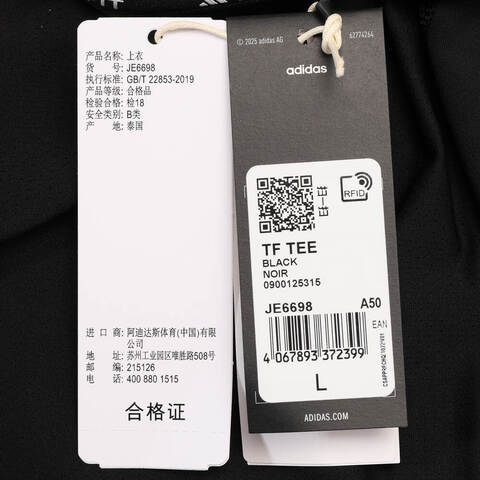 产品名称: 上衣
货 号: JE6698
执行标准: GB/T 22853-2019
产品等级: 合格品
检验合格: 检18
安全类别: B类
产 地: 泰国
进 口 商: 阿迪达斯体育(中国)有限
公司
地 址: 苏州工业园区唯胜路508号
邮 编: 215126
电 话: 400 880 1515
合格证
© 2025 adidas AG
62774264
adidas
RFID
TF TEE
BLACK
NOIR
0900125315
JE6698 A50
EAN
4 067893 372399
L
ADIDAS.COM